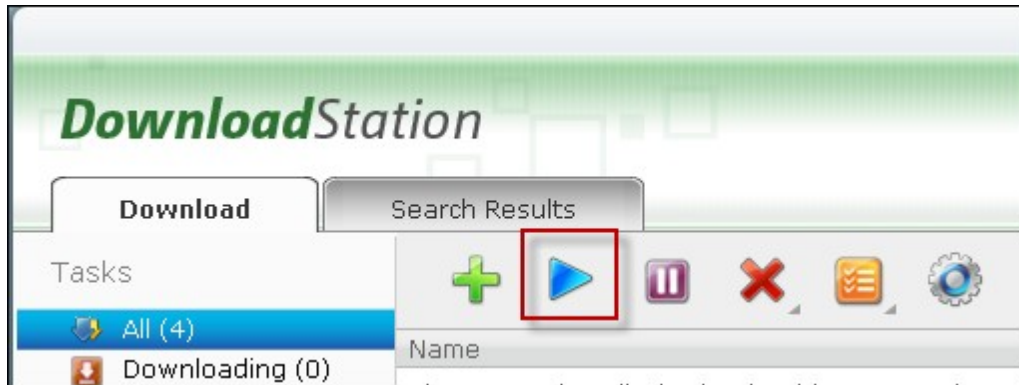 DownloadStation
Download
Search Results
Tasks
All (4)
Downloading (0)
Name